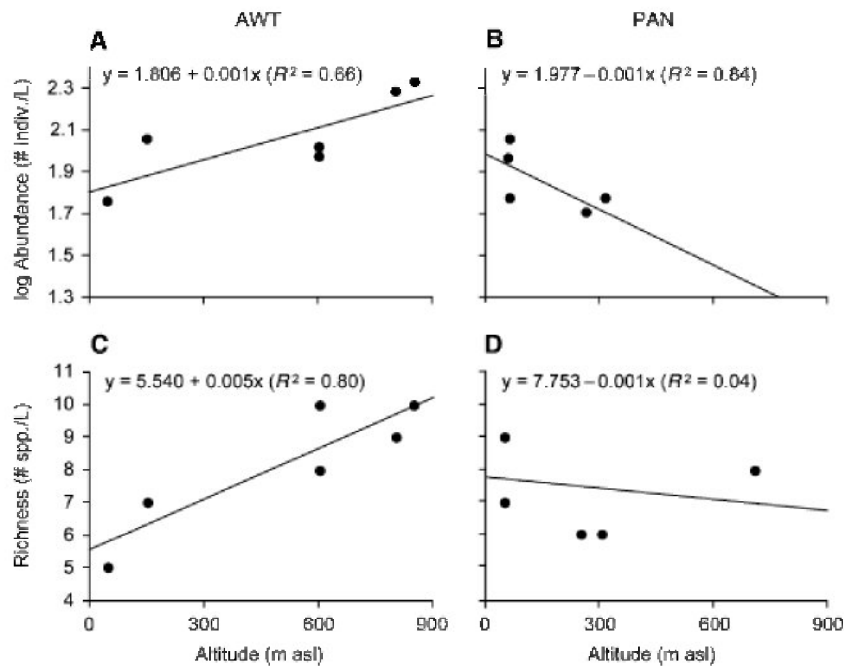 AWT
PAN
A
B
y = 1.806 + 0.001x (R² = 0.66)
y = 1.977 – 0.001x (R² = 0.84)
log Abundance (# indiv./L)
2.3
2.1
1.9
1.7
1.5
1.3
C
D
y = 5.540 + 0.005x (R² = 0.80)
y = 7.753 – 0.001x (R² = 0.04)
Richness (# spp./L)
11
10
9
8
7
6
5
4
0 300 600 900
0 300 600 900
Altitude (m asl)
Altitude (m asl)